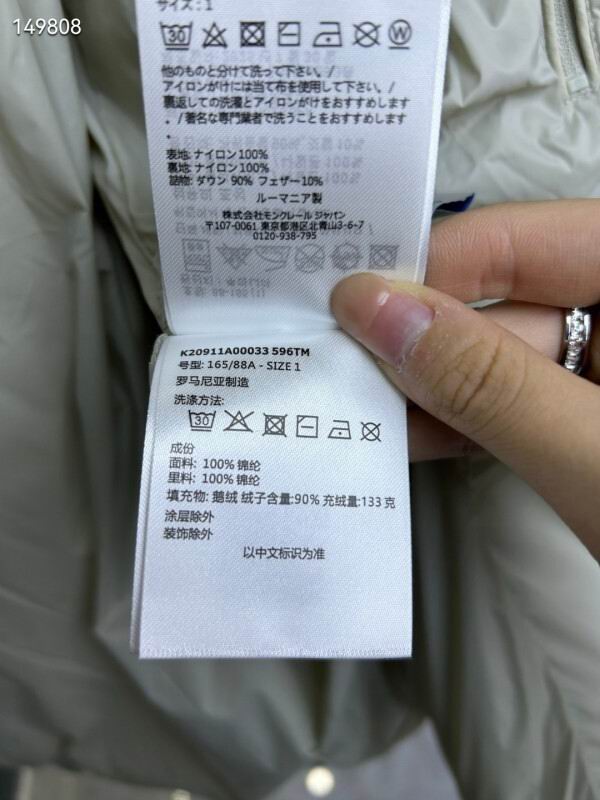 149808
サイズ: 1
30
W
他のものと分けて洗って下さい。/
アイロンがけには当て布を使用して下さい。/
裏返しての洗濯とアイロンがけをおすすめします
。/著名な専門業者で洗うことをおすすめします
.
表地: ナイロン100%
裏地: ナイロン100%
詰物: ダウン 90% フェザー10%
ルーマニア製
株式会社モンクレール ジャパン
〒107-0061 東京都港区北青山3-6-7
0120-938-795
K20911A00033 596TM
号型: 165/88A - SIZE 1
罗马尼亚制造
洗涤方法:
30
成份
面料: 100% 锦纶
里料: 100% 锦纶
填充物: 鹅绒 绒子含量:90% 充绒量:133 克
涂层除外
装饰除外
以中文标识为准